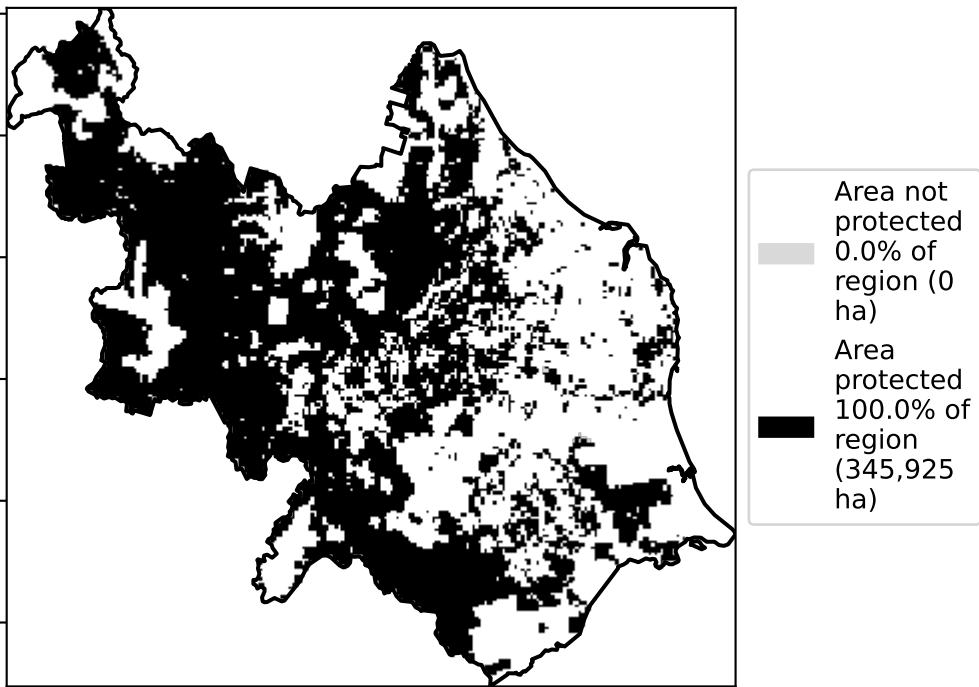 Area not
protected
0.0% of
region (0
ha)
Area
protected
100.0% of
region
(345,925
ha)